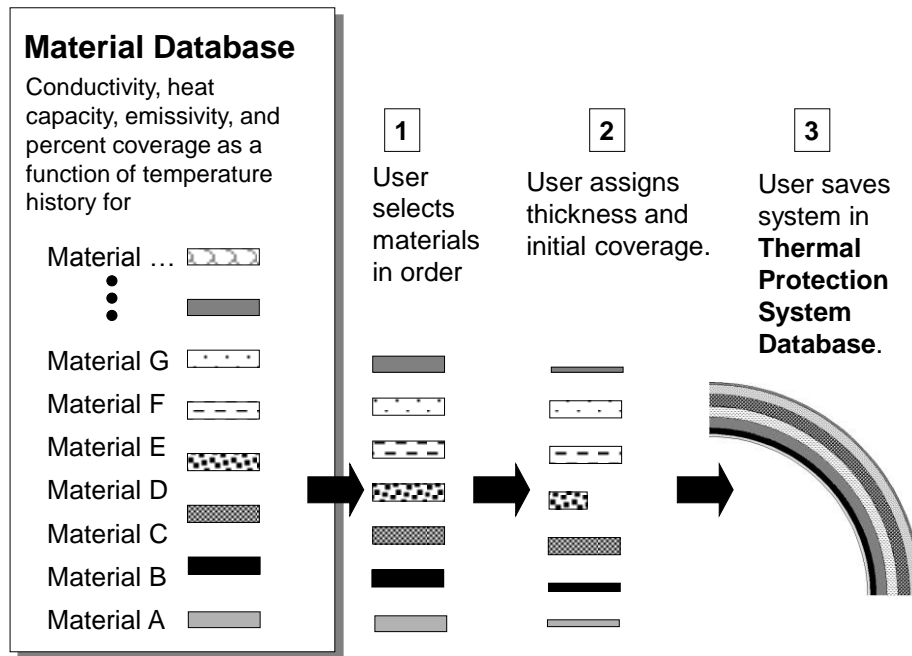 Material Database
Conductivity, heat
capacity, emissivity, and
percent coverage as a
function of temperature
history for
Material …
Material G
Material F
Material E
Material D
Material C
Material B
Material A
1
User
selects
materials
in order
2
User assigns
thickness and
initial coverage.
3
User saves
system in
Thermal
Protection
System
Database.